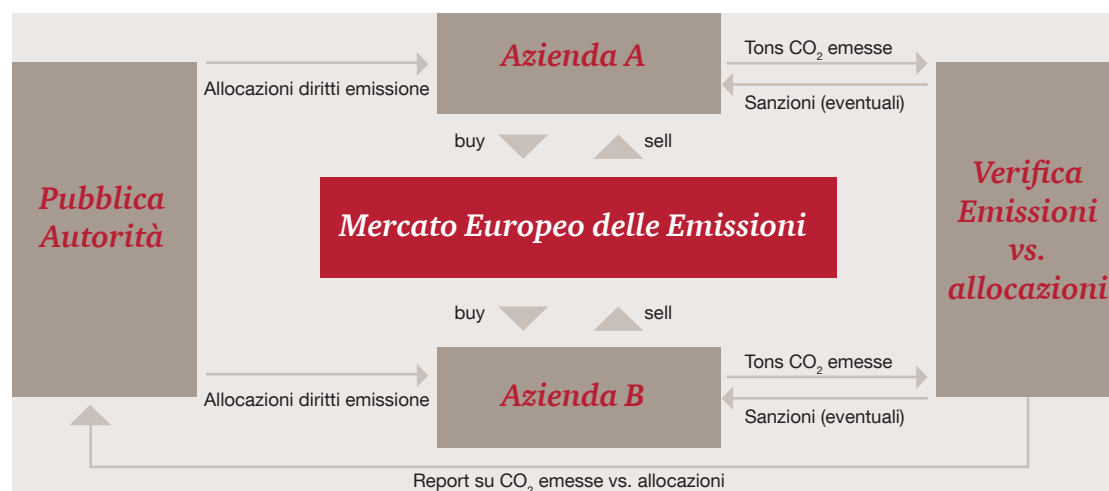 Azienda A
Tons CO₂ emesse
Allocazioni diritti emissione
Sanzioni (eventuali)
buy
sell
Pubblica
Autorità
Mercato Europeo delle Emissioni
Verifica
Emissioni
vs.
allocazioni
buy
sell
Azienda B
Tons CO₂ emesse
Allocazioni diritti emissione
Sanzioni (eventuali)
Report su CO₂ emesse vs. allocazioni